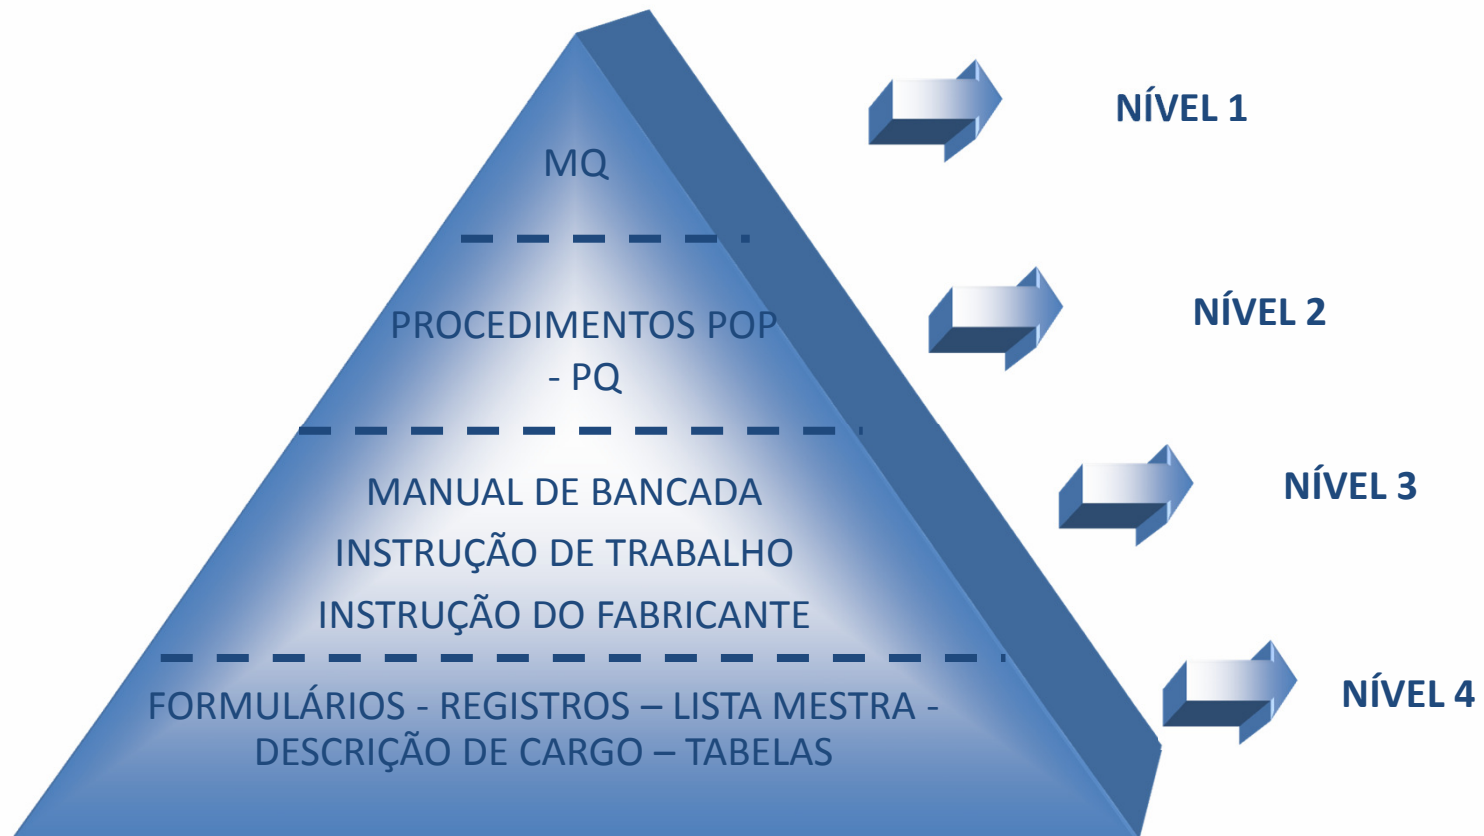 MQ
NÍVEL 1
PROCEDIMENTOS POP
- PQ
NÍVEL 2
MANUAL DE BANCADA
INSTRUÇÃO DE TRABALHO
INSTRUÇÃO DO FABRICANTE
NÍVEL 3
FORMULÁRIOS - REGISTROS – LISTA MESTRA -
DESCRIÇÃO DE CARGO – TABELAS
NÍVEL 4